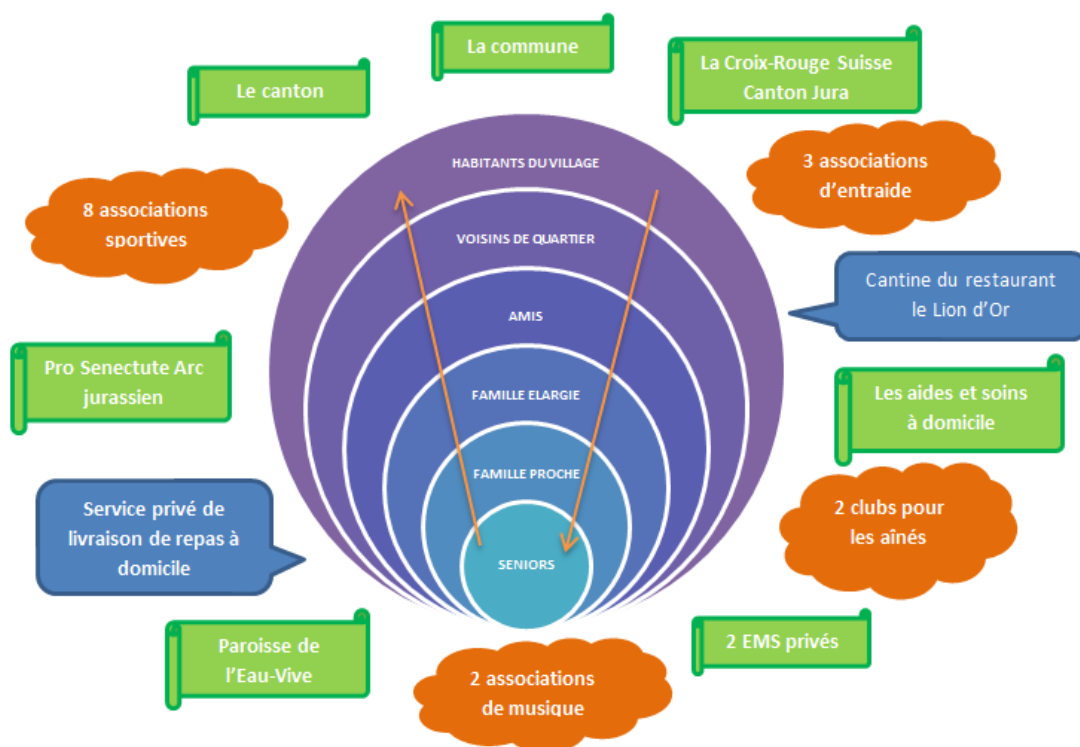 La commune
La Croix-Rouge Suisse
Canton Jura
Le canton
HABITANTS DU VILLAGE
3 associations
d'entraide
8 associations
sportives
VOISINS DE QUARTIER
Cantine du restaurant
le Lion d'Or
AMIS
Pro Senectute Arc
jurassien
FAMILLE ELARGIE
Les aides et soins
à domicile
FAMILLE PROCHE
Service privé de
livraison de repas à
domicile
2 clubs pour
les aînés
SENIORS
Paroisse de
l'Eau-Vive
2 EMS privés
2 associations
de musique